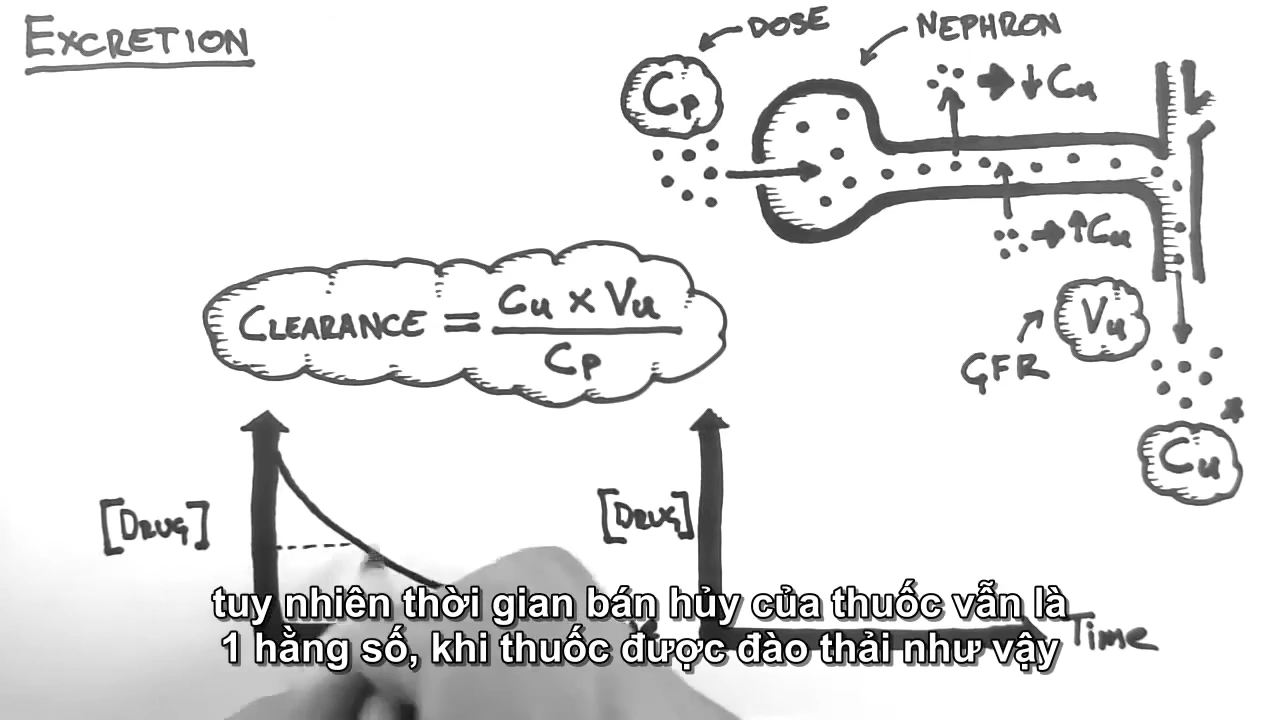 EXCRETION
DOSE
NEPHRON
Cp
↓Cu
↑Cu
CLEARANCE = Cu × Vu
Cp
Vu
GFR
*
Cu
[DRUG]
[DRUG]
Time
tuy nhiên thời gian bán hủy của thuốc vẫn là
1 hằng số, khi thuốc được đào thải như vậy